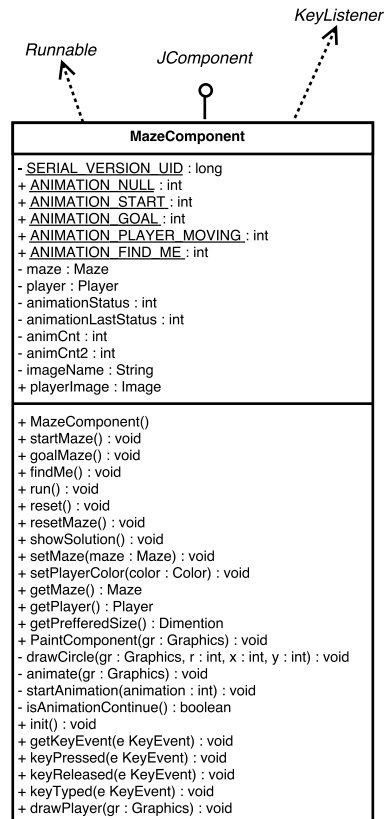 KeyListener
Runnable
JComponent
MazeComponent
- SERIAL_VERSION_UID : long
+ ANIMATION_NULL : int
+ ANIMATION_START : int
+ ANIMATION_GOAL : int
+ ANIMATION_PLAYER_MOVING : int
+ ANIMATION_FIND_ME : int
- maze : Maze
- player : Player
- animationStatus : int
- animationLastStatus : int
- animCnt : int
- animCnt2 : int
- imageName : String
+ playerImage : Image
+ MazeComponent()
+ startMaze() : void
+ goalMaze() : void
+ findMe() : void
+ run() : void
+ reset() : void
+ resetMaze() : void
+ showSolution() : void
+ setMaze(maze : Maze) : void
+ setPlayerColor(color : Color) : void
+ getMaze() : Maze
+ getPlayer() : Player
+ getPrefferedSize() : Dimention
+ PaintComponent(gr : Graphics) : void
- drawCircle(gr : Graphics, r : int, x : int, y : int) : void
- animate(gr : Graphics) : void
- startAnimation(animation : int) : void
- isAnimationContinue() : boolean
+ init() : void
+ getKeyEvent(e KeyEvent) : void
+ keyPressed(e KeyEvent) : void
+ keyReleased(e KeyEvent) : void
+ keyTyped(e KeyEvent) : void
+ drawPlayer(gr : Graphics) : void